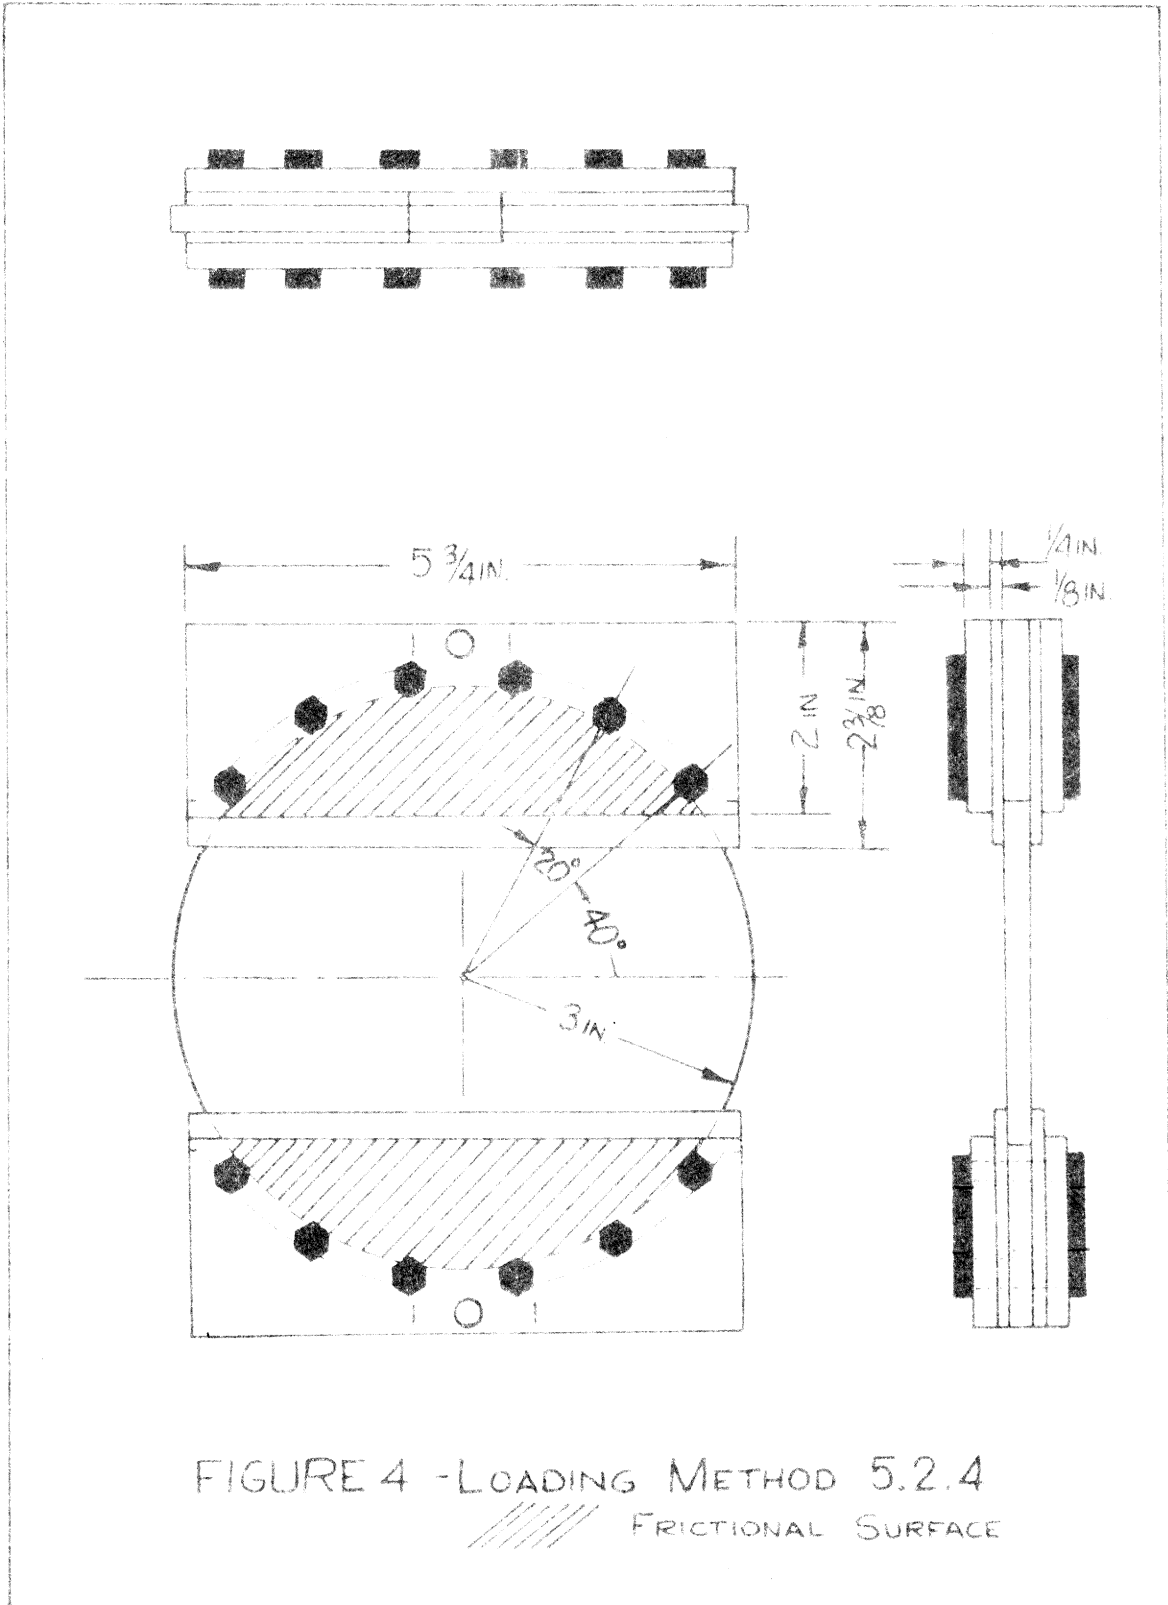 5 3/4 IN.
1/4 IN.
1/8 IN.
2 IN
2 3/8 IN
20°
40°
3 IN
FIGURE 4 - LOADING METHOD 5.2.4
FRICTIONAL SURFACE